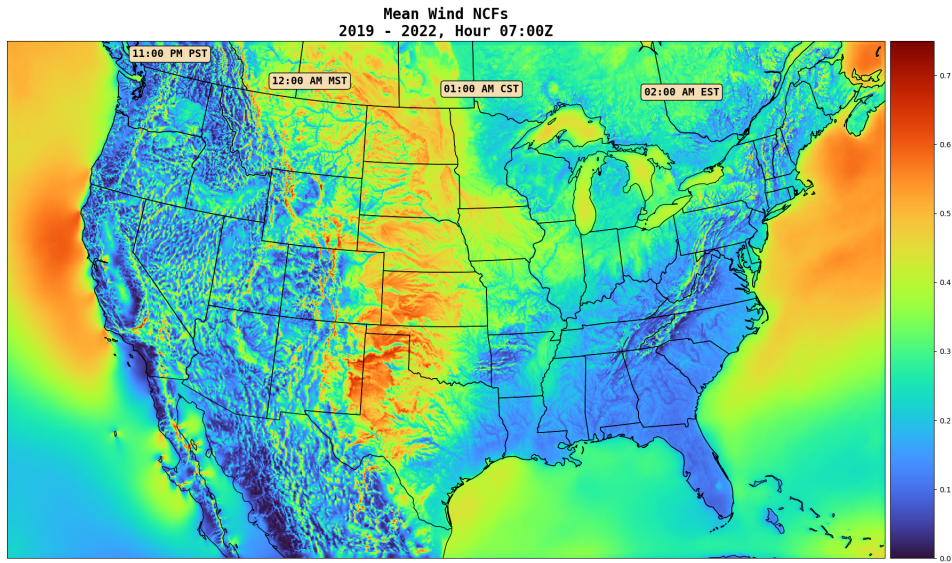 Mean Wind NCFs
2019 - 2022, Hour 07:00Z
11:00 PM PST
12:00 AM MST
01:00 AM CST
02:00 AM EST
0.7
0.6
0.5
0.4
0.3
0.2
0.1
0.0